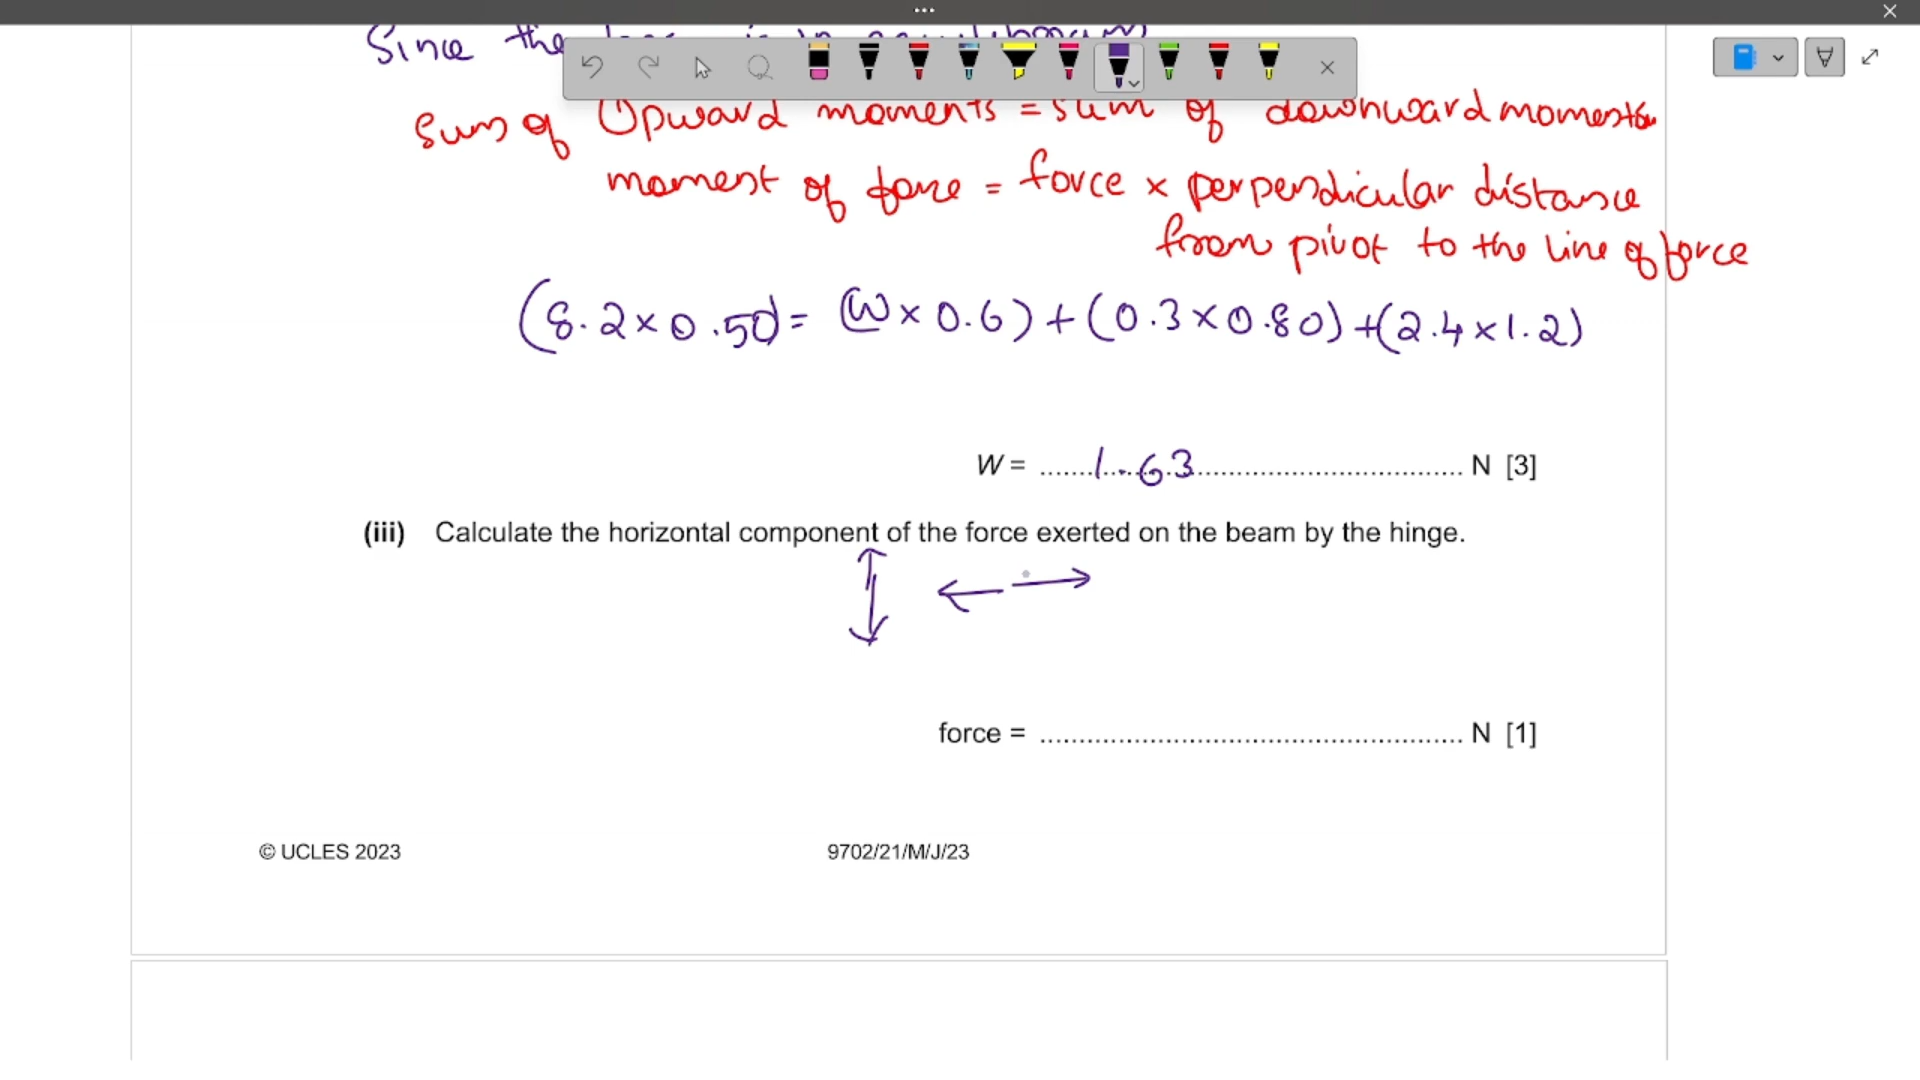 Since the
Sum of Upward moments = sum of downward moments
moment of force = force × perpendicular distance
from pivot to the line of force
(8.2 × 0.50) = (W × 0.6) + (0.3 × 0.80) + (2.4 × 1.2)
W = .......1.63....... N [3]
(iii) Calculate the horizontal component of the force exerted on the beam by the hinge.
force = .................................................... N [1]
© UCLES 2023
9702/21/M/J/23